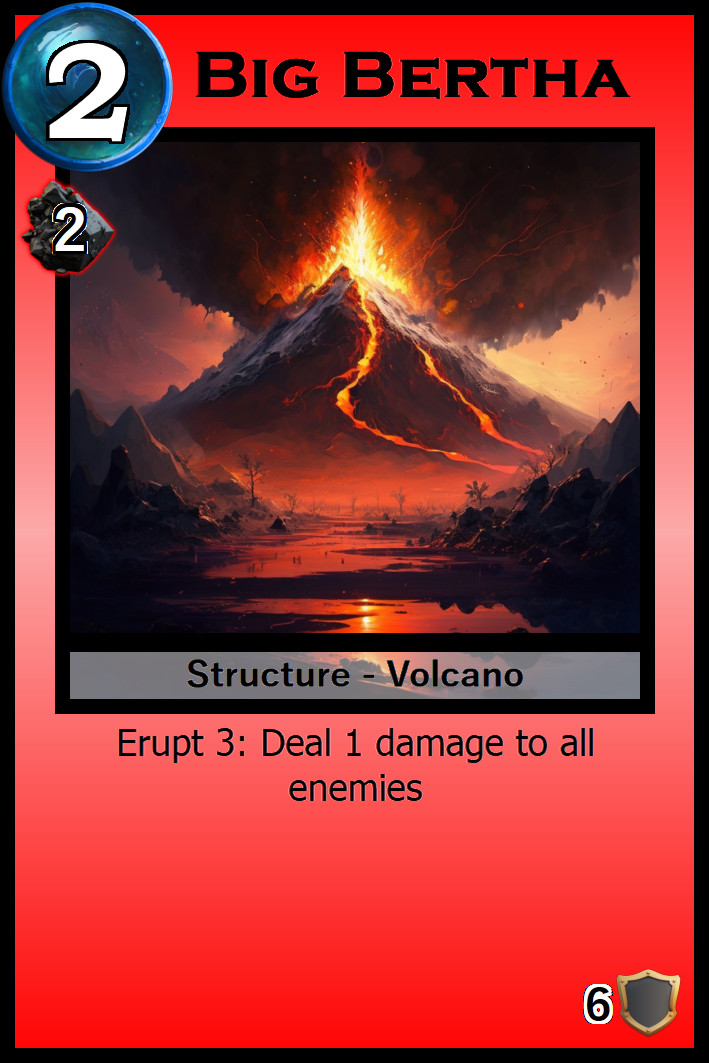 2
Big Bertha
2
Structure - Volcano
Erupt 3: Deal 1 damage to all
enemies
6